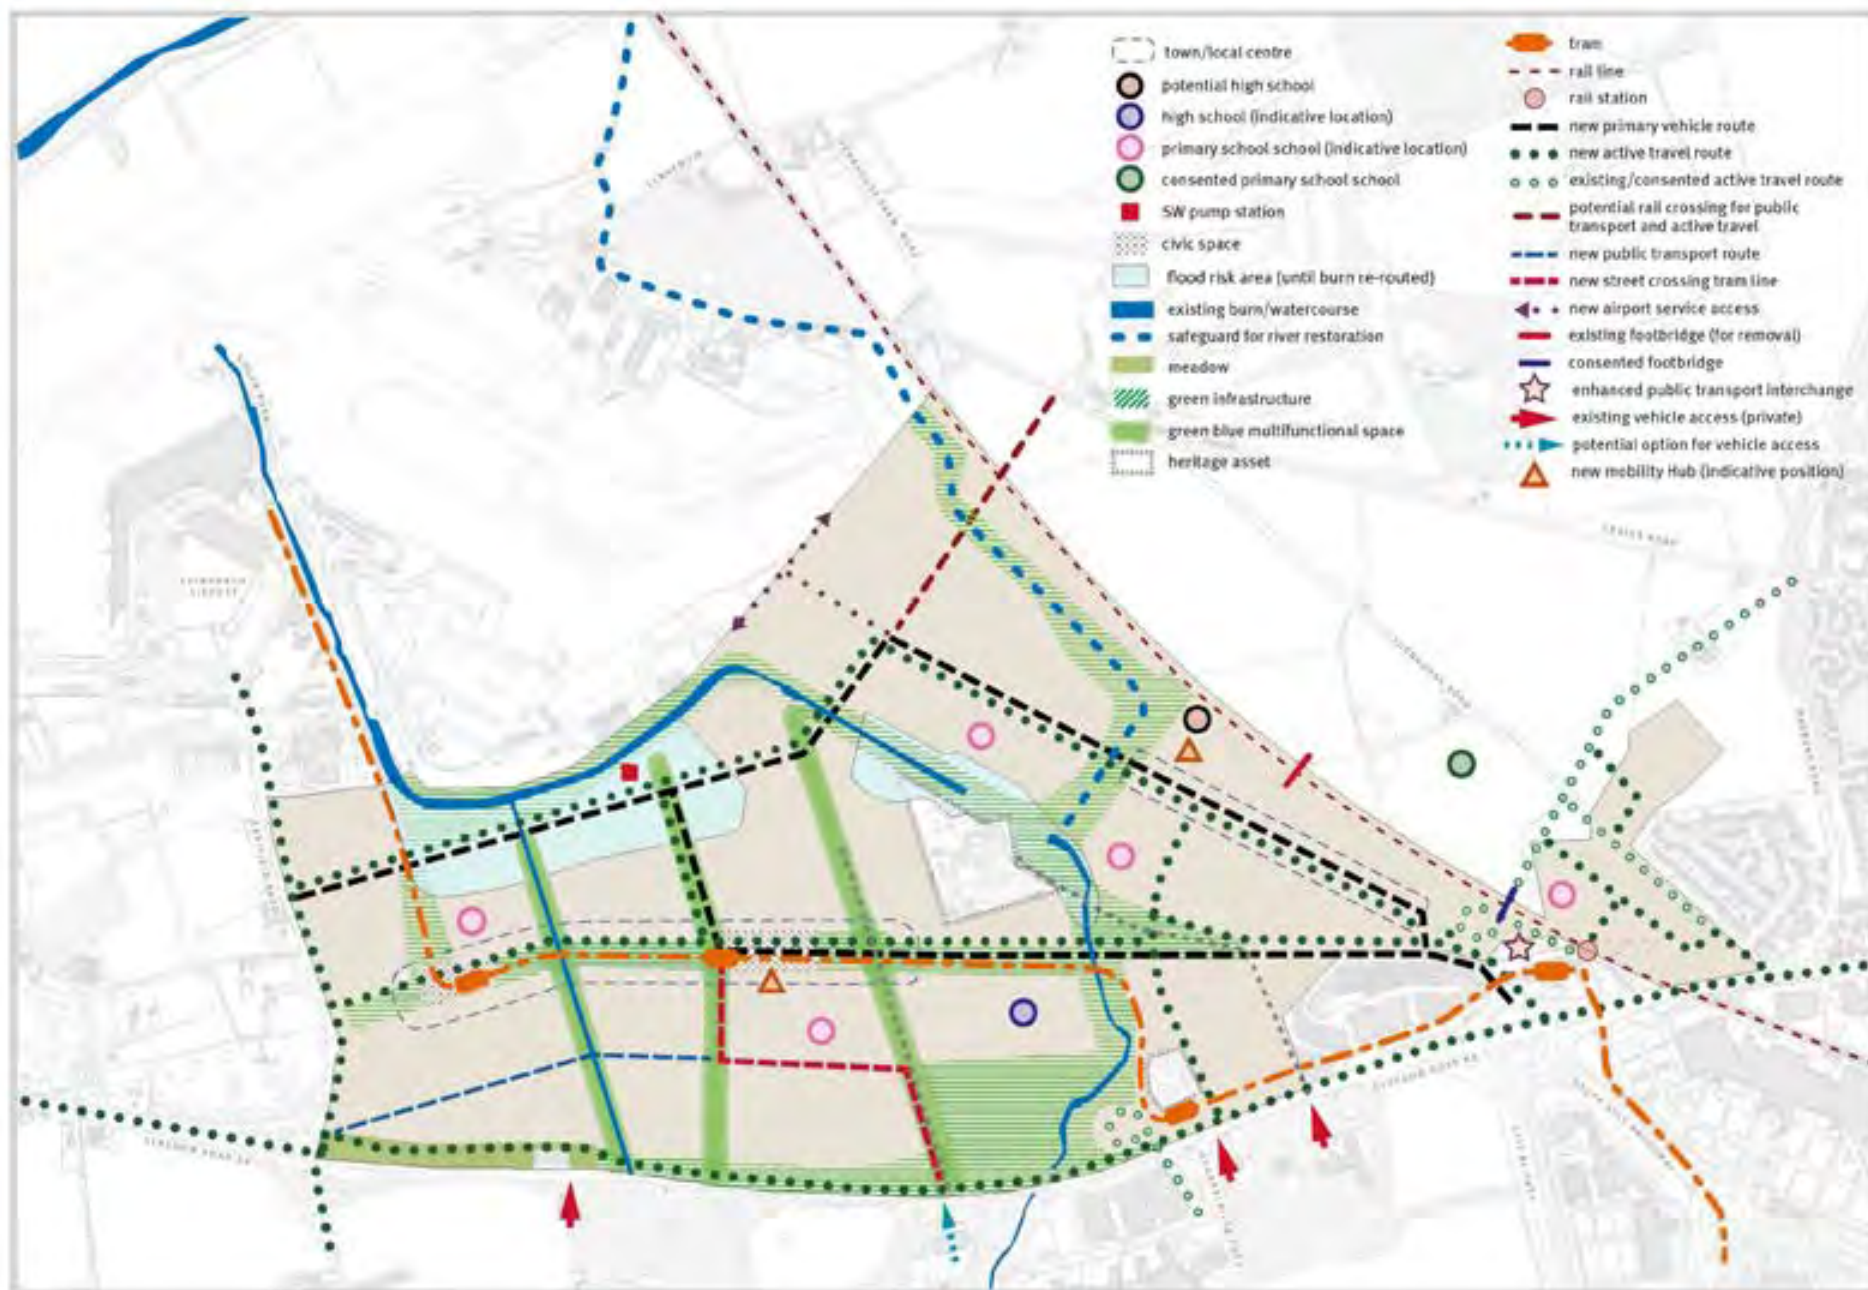 town/local centre
potential high school
high school (indicative location)
primary school school (indicative location)
consented primary school school
SW pump station
civic space
flood risk area (until burn re-routed)
existing burn/watercourse
safeguard for river restoration
meadow
green infrastructure
green blue multifunctional space
heritage asset
tram
rail line
rail station
new primary vehicle route
new active travel route
existing/consented active travel route
potential rail crossing for public
transport and active travel
new public transport route
new street crossing tram line
new airport service access
existing footbridge (for removal)
consented footbridge
enhanced public transport interchange
existing vehicle access (private)
potential option for vehicle access
new mobility Hub (indicative position)
EDINBURGH
AIRPORT